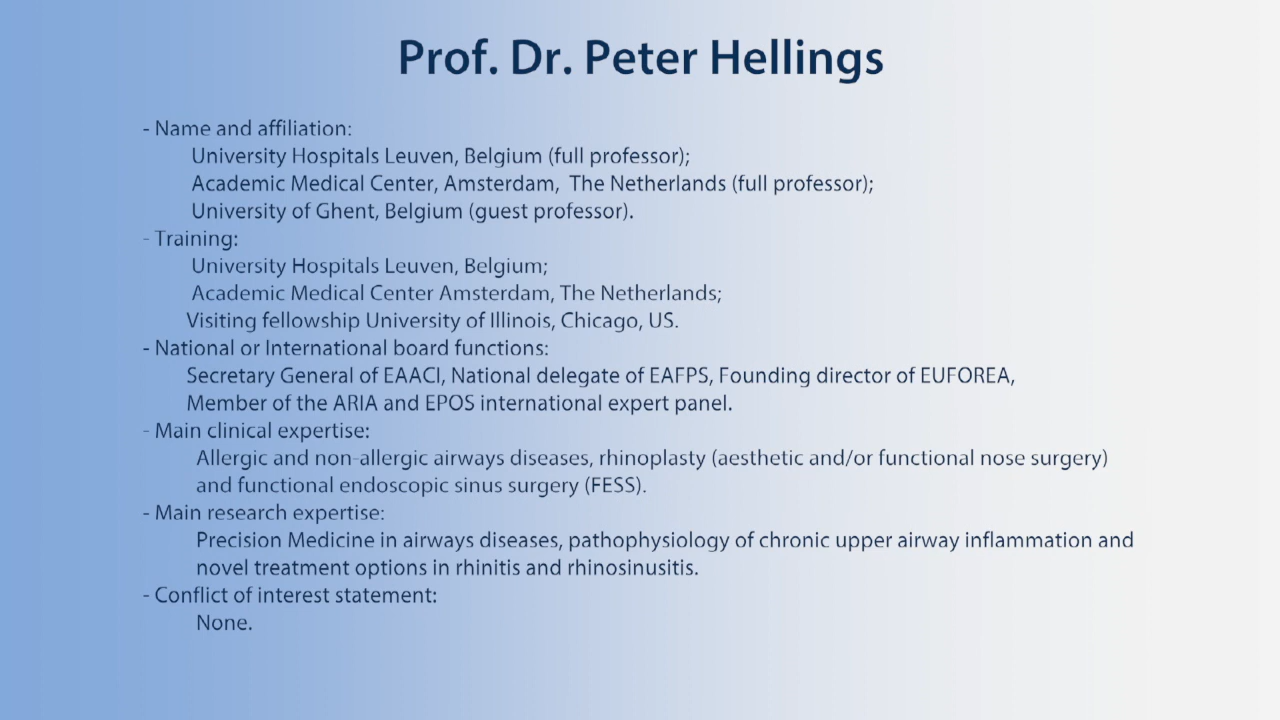 Prof. Dr. Peter Hellings
- Name and affiliation:
University Hospitals Leuven, Belgium (full professor);
Academic Medical Center, Amsterdam, The Netherlands (full professor);
University of Ghent, Belgium (guest professor).
- Training:
University Hospitals Leuven, Belgium;
Academic Medical Center Amsterdam, The Netherlands;
Visiting fellowship University of Illinois, Chicago, US.
- National or International board functions:
Secretary General of EAACI, National delegate of EAFPS, Founding director of EUFOREA,
Member of the ARIA and EPOS international expert panel.
- Main clinical expertise:
Allergic and non-allergic airways diseases, rhinoplasty (aesthetic and/or functional nose surgery)
and functional endoscopic sinus surgery (FESS).
- Main research expertise:
Precision Medicine in airways diseases, pathophysiology of chronic upper airway inflammation and
novel treatment options in rhinitis and rhinosinusitis.
- Conflict of interest statement:
None.